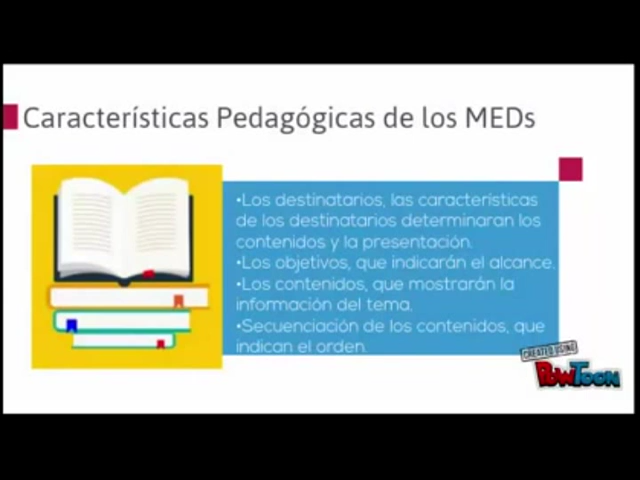 Características Pedagógicas de los MEDs
•Los destinatarios, las características
de los destinatarios determinaran los
contenidos y la presentación.
•Los objetivos, que indicarán el alcance.
•Los contenidos, que mostrarán la
información del tema.
•Secuenciación de los contenidos, que
indican el orden.
CREATED USING
POWTOON